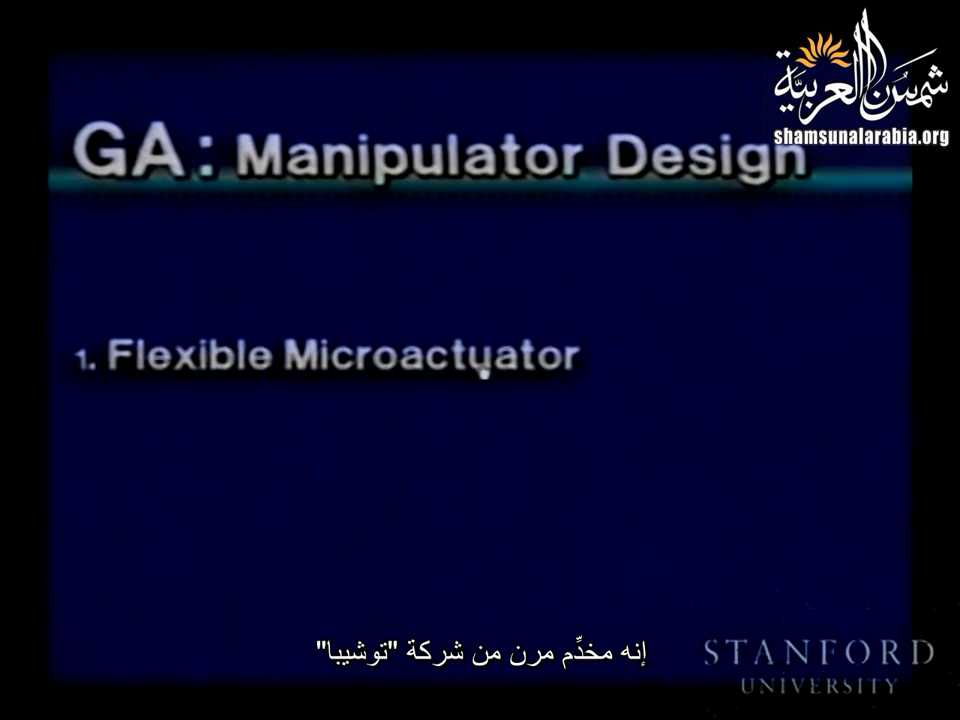 شمس العربية
shamsunalarabia.org
GA: Manipulator Design
1. Flexible Microactuator
إنه مخدِّم مرن من شركة "توشيبا"
STANFORD
UNIVERSITY